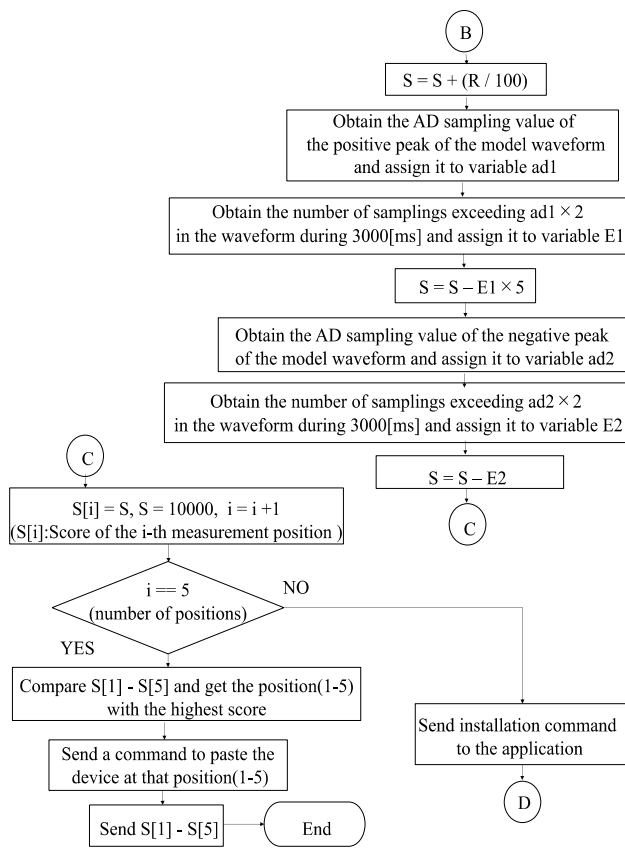 B
S = S + (R / 100)
Obtain the AD sampling value of
the positive peak of the model waveform
and assign it to variable ad1
Obtain the number of samplings exceeding ad1 × 2
in the waveform during 3000[ms] and assign it to variable E1
S = S – E1 × 5
Obtain the AD sampling value of the negative peak
of the model waveform and assign it to variable ad2
Obtain the number of samplings exceeding ad2 × 2
in the waveform during 3000[ms] and assign it to variable E2
S = S – E2
C
C
S[i] = S, S = 10000, i = i +1
(S[i]:Score of the i-th measurement position )
i == 5
(number of positions)
NO
YES
Compare S[1] - S[5] and get the position(1-5)
with the highest score
Send a command to paste the
device at that position(1-5)
Send S[1] - S[5]
End
Send installation command
to the application
D